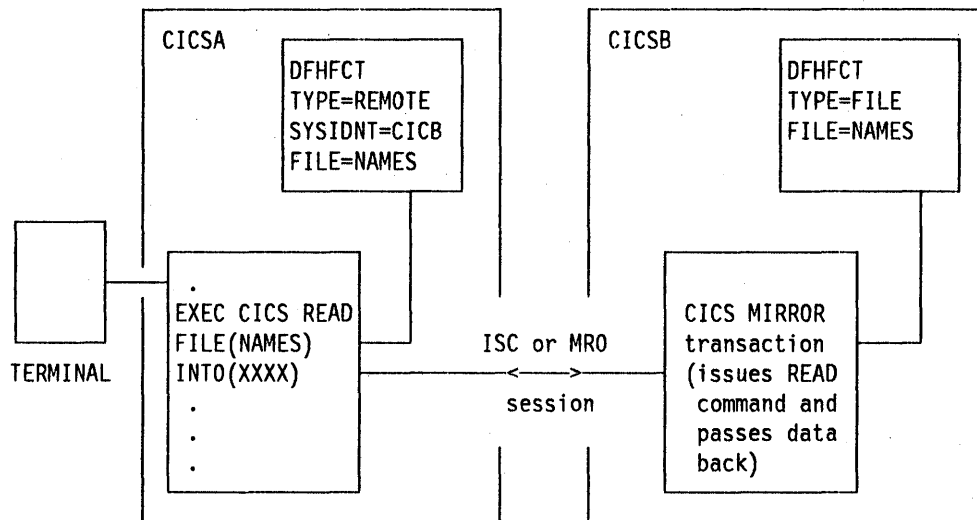 CICSA
DFHFCT
TYPE=REMOTE
SYSIDNT=CICB
FILE=NAMES
CICSB
DFHFCT
TYPE=FILE
FILE=NAMES
TERMINAL
.
EXEC CICS READ
FILE(NAMES)
INTO(XXXX)
.
.
.
ISC or MRO
<--->
session
CICS MIRROR
transaction
(issues READ
command and
passes data
back)